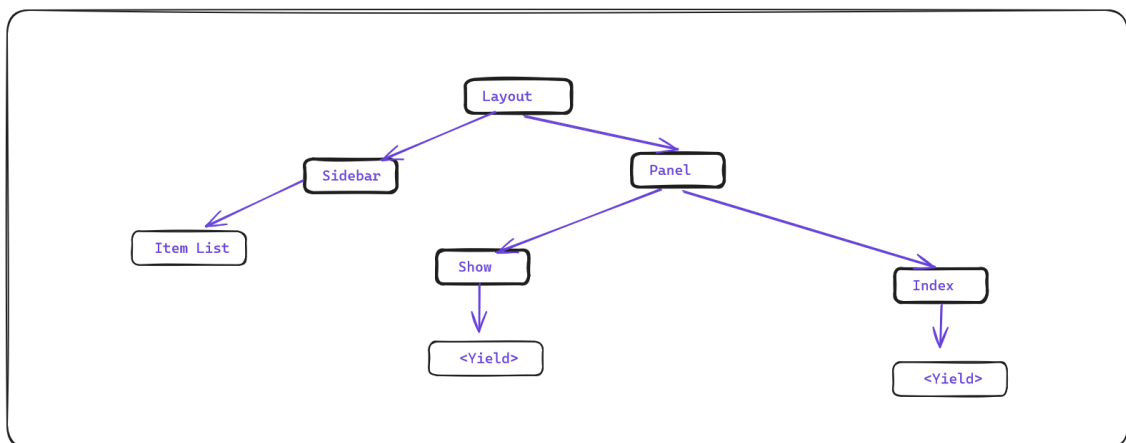 Layout
Sidebar
Panel
Item List
Show
Index
<Yield>
<Yield>